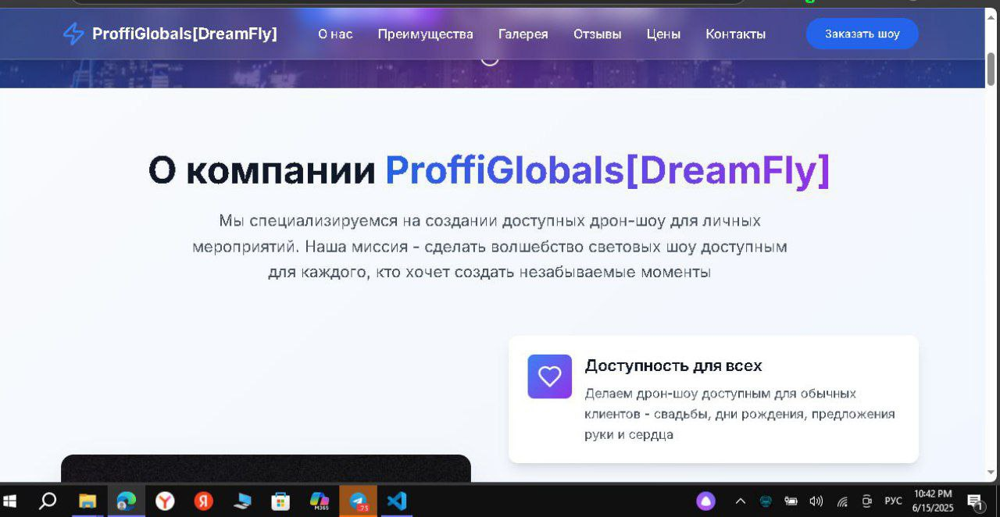 ProffiGlobals[DreamFly]
О нас
Преимущества
Галерея
Отзывы
Цены
Контакты
Заказать шоу
О компании ProffiGlobals[DreamFly]
Мы специализируемся на создании доступных дрон-шоу для личных
мероприятий. Наша миссия - сделать волшебство световых шоу доступным
для каждого, кто хочет создать незабываемые моменты
Доступность для всех
Делаем дрон-шоу доступным для обычных
клиентов - свадьбы, дни рождения, предложения
руки и сердца
M365
75
РУС
10:42 PM
6/15/2025
1